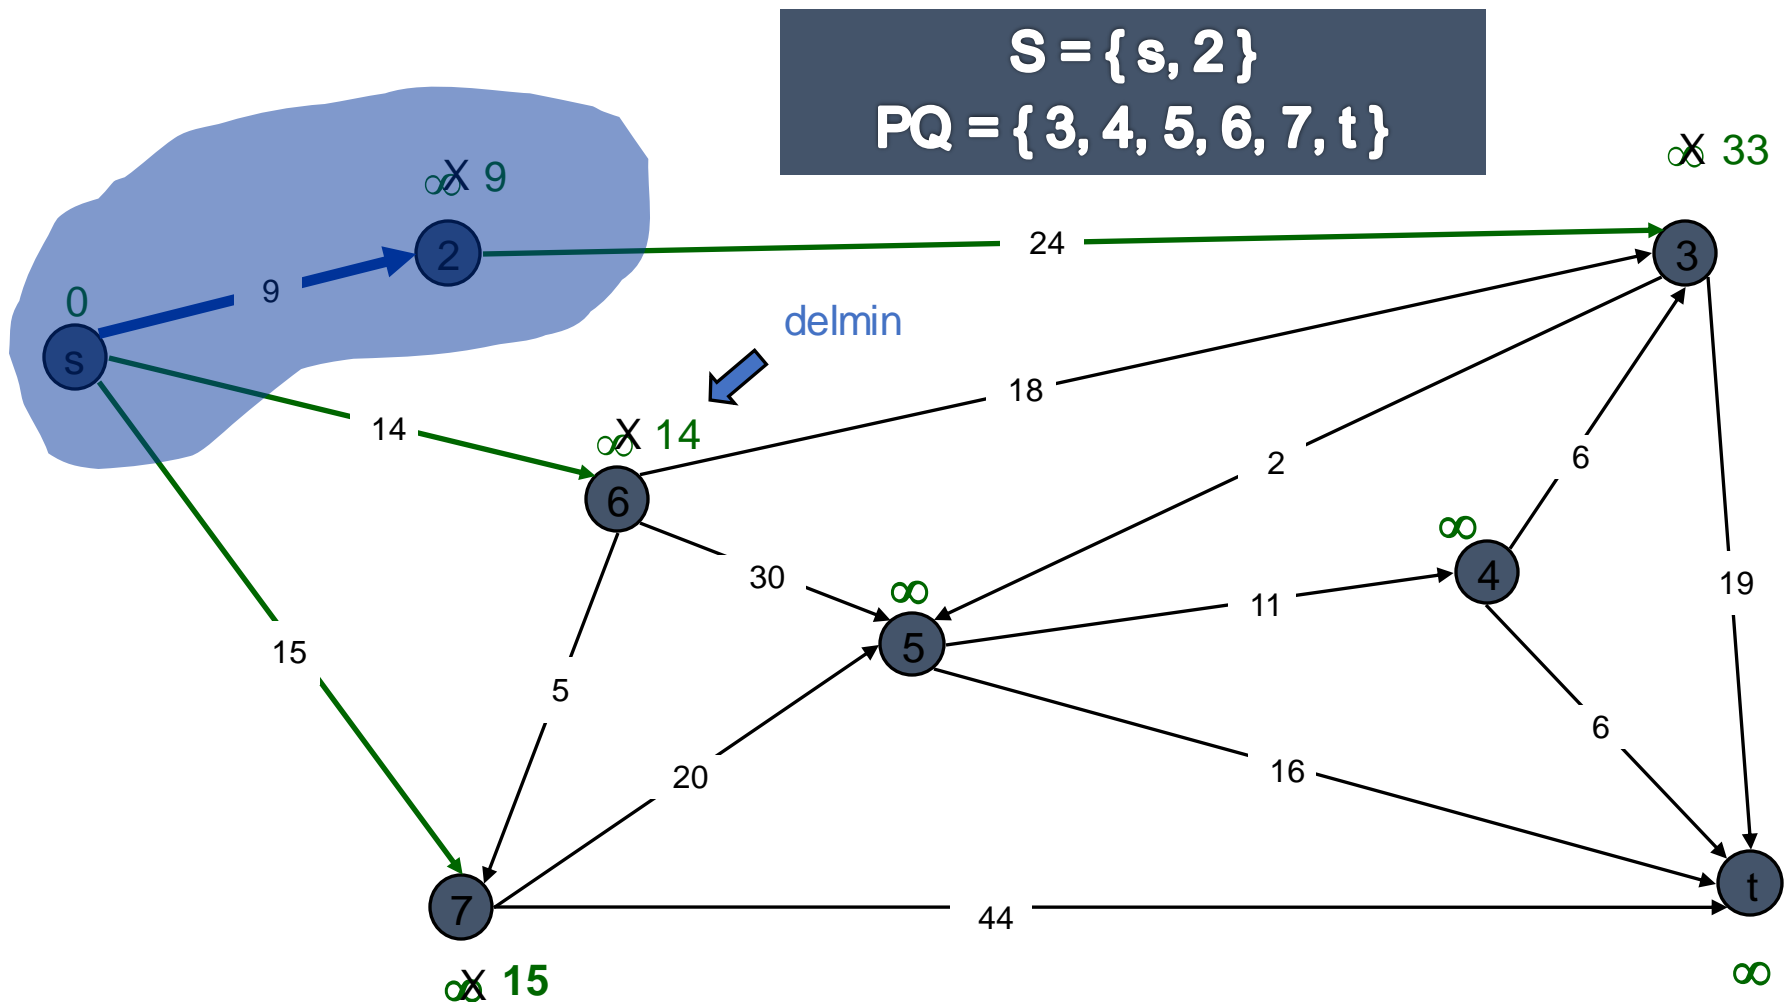 S = { s, 2 }
PQ = { 3, 4, 5, 6, 7, t }
∞ X 33
∞ X 9
24
2
3
9
0
delmin
s
18
14
∞ X 14
2
6
6
∞
30
∞
4
19
11
5
15
5
6
20
16
t
7
44
∞
∞ X 15